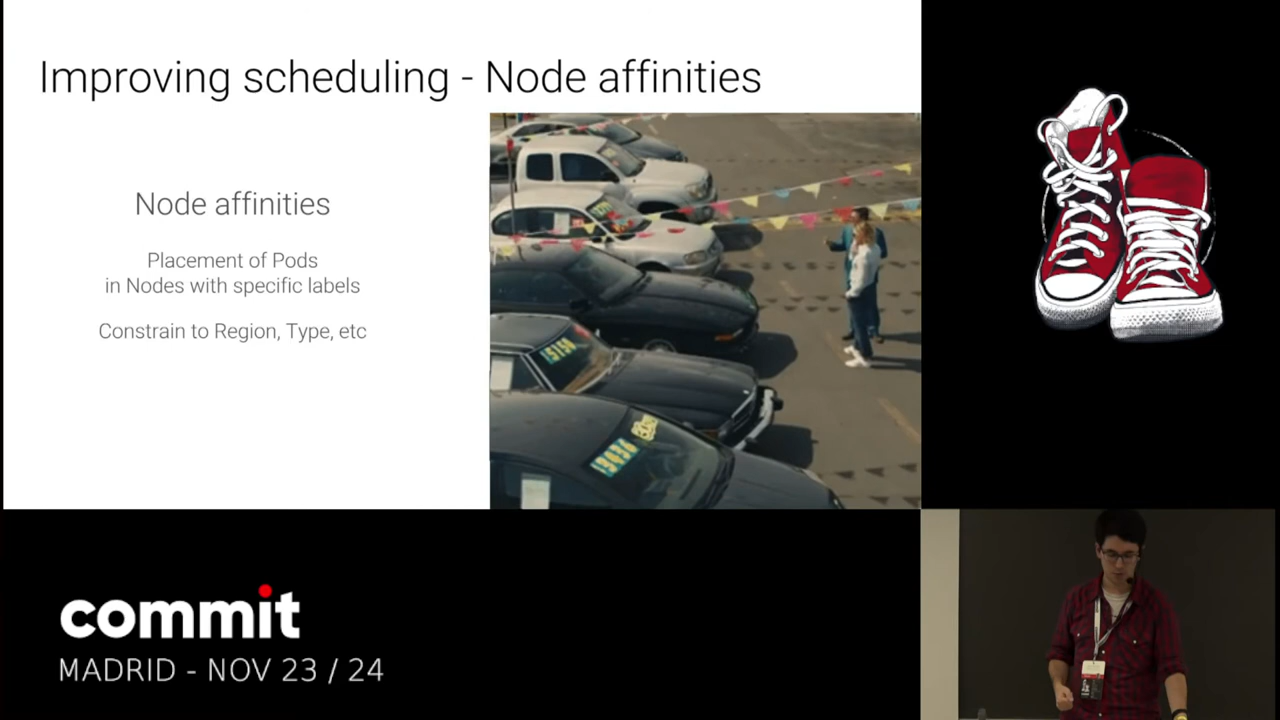 Improving scheduling - Node affinities
Node affinities
Placement of Pods
in Nodes with specific labels
Constrain to Region, Type, etc
commit
MADRID - NOV 23 / 24